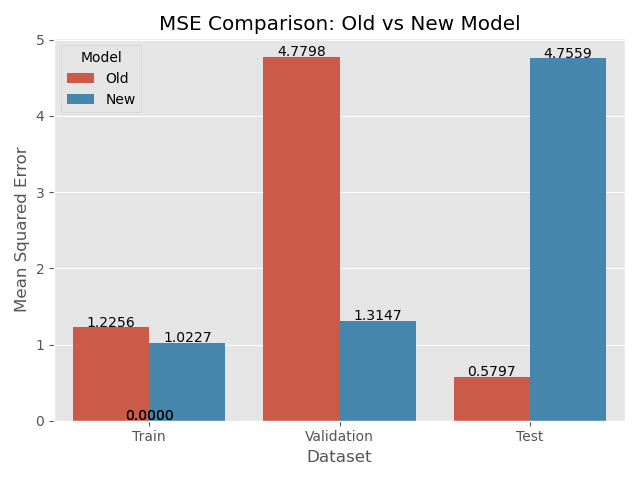 MSE Comparison: Old vs New Model
Model
Old
New
Mean Squared Error
5
4
3
2
1
0
1.2256
1.0227
0.0000
4.7798
1.3147
0.5797
4.7559
Train
Validation
Test
Dataset